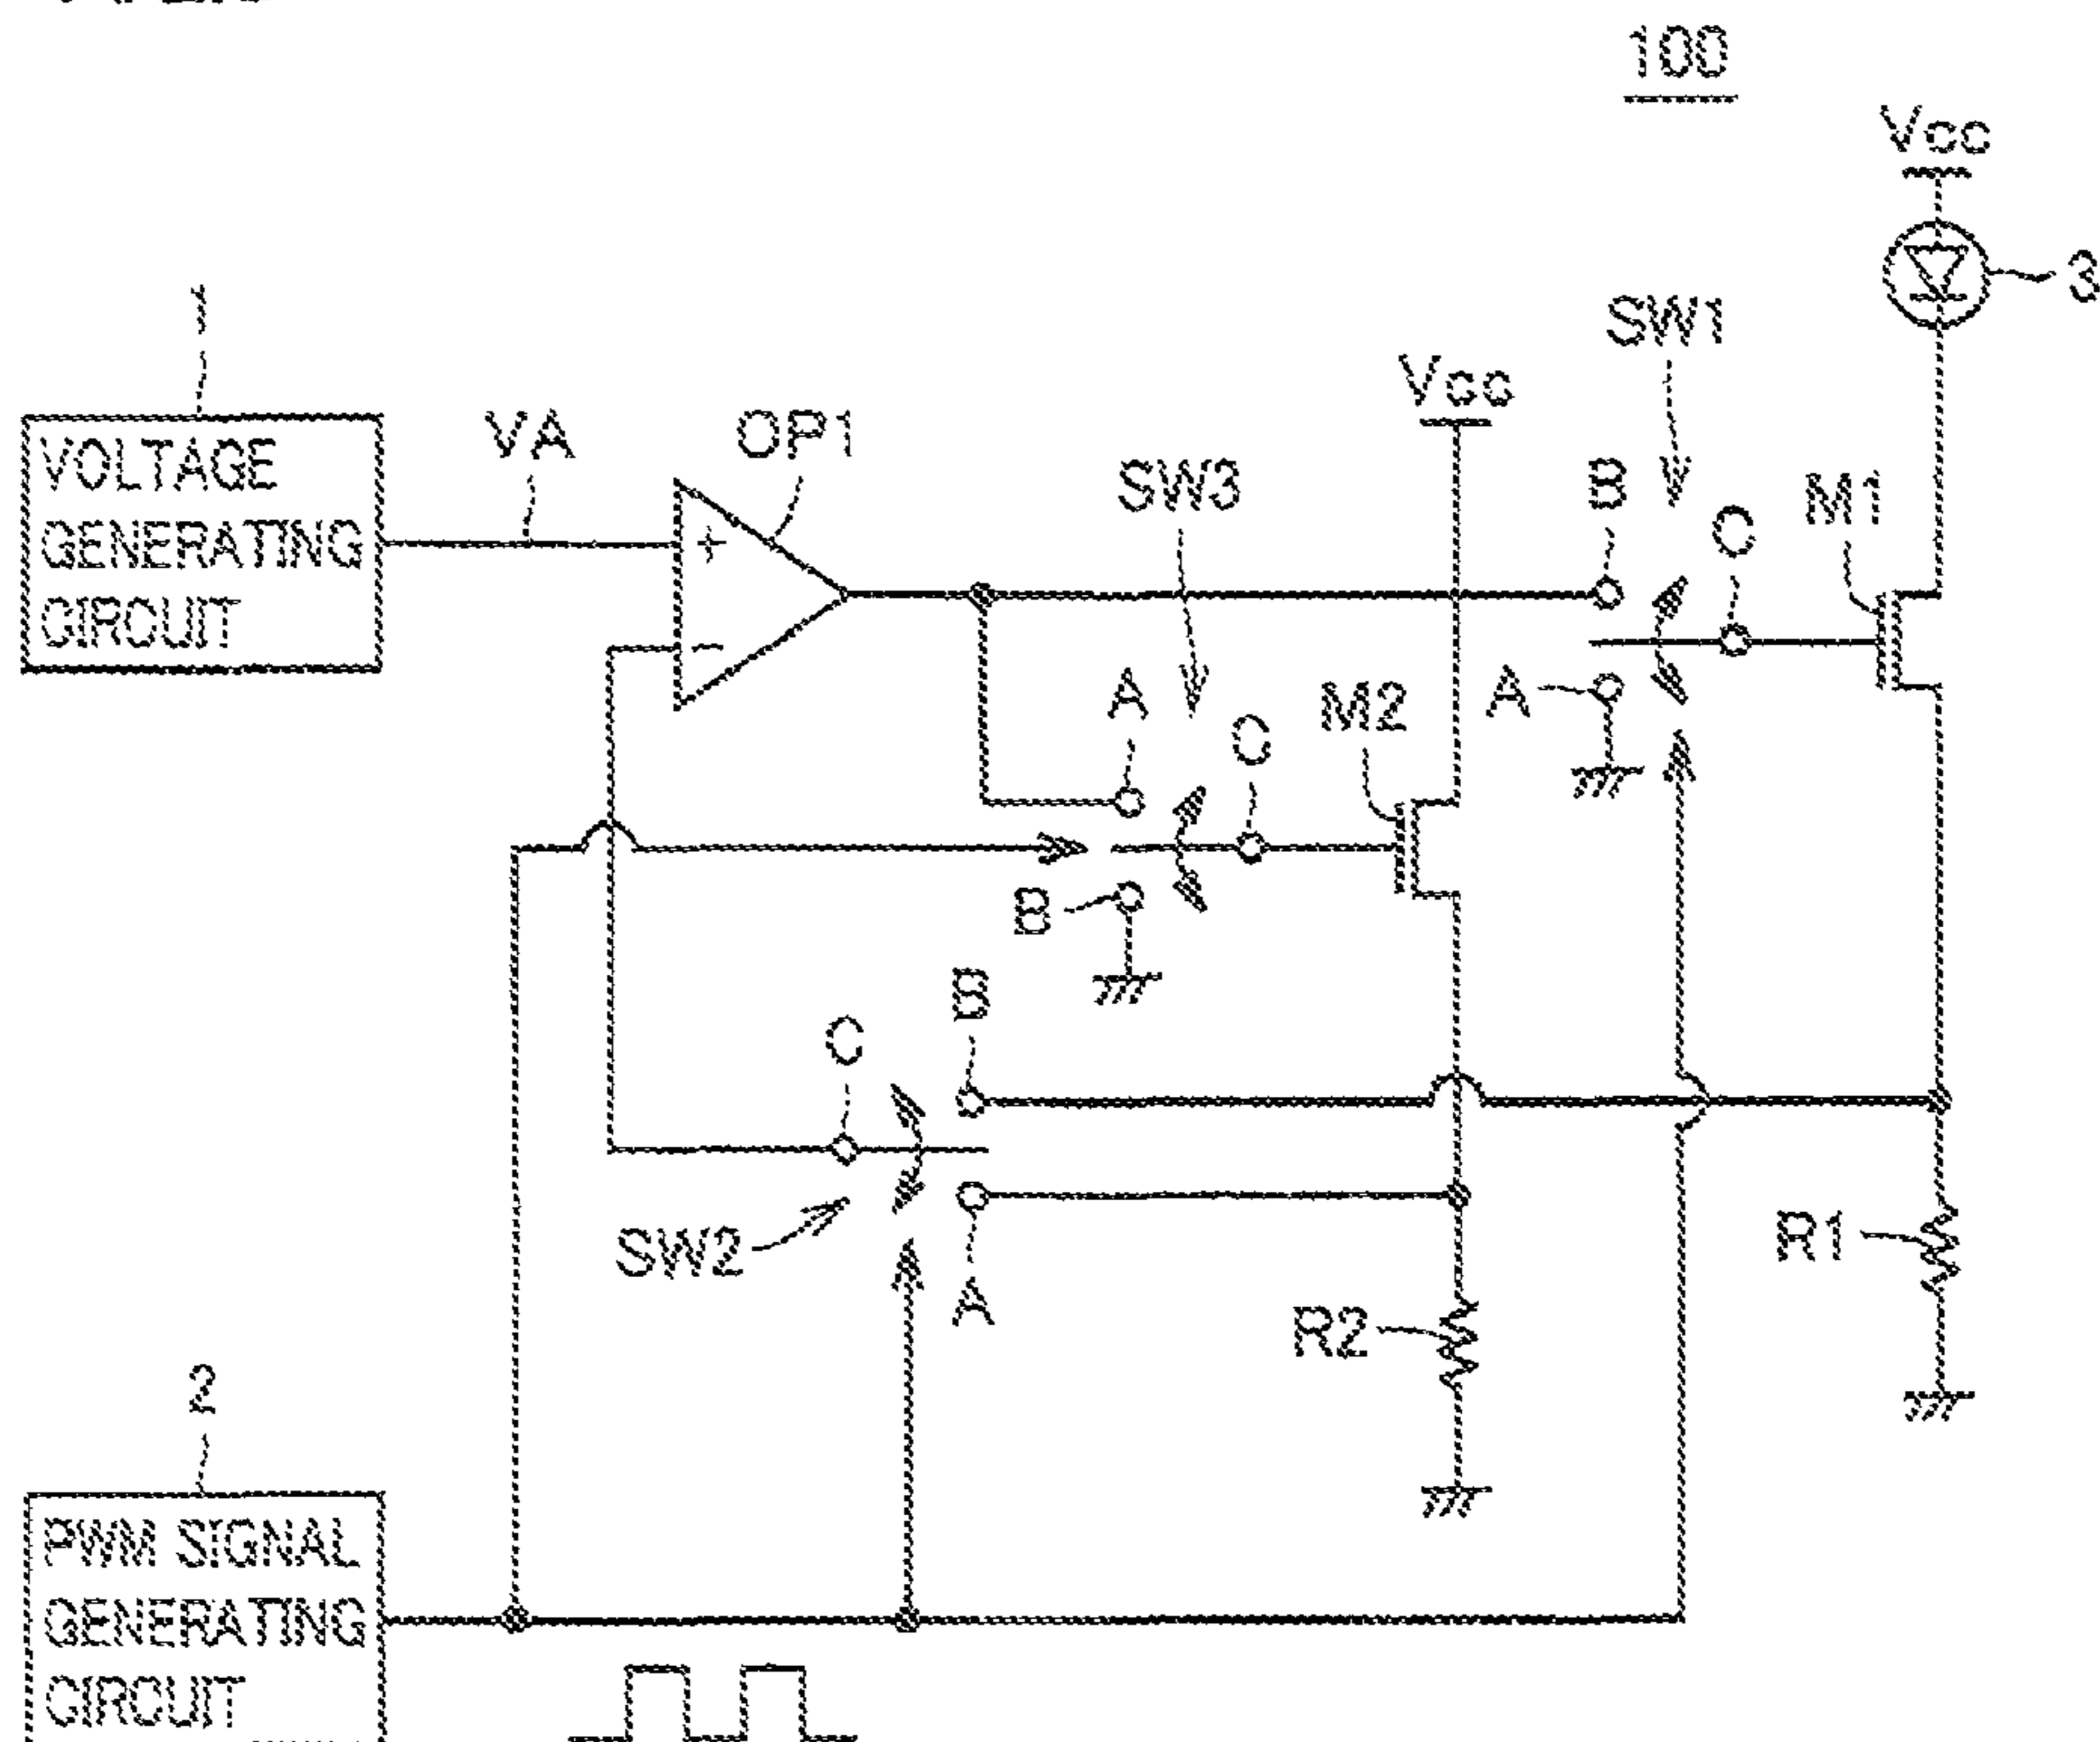 100
Vcc
3
SW1
1
Vcc
VOLTAGE
GENERATING
CIRCUIT
VA
OP1
+
−
SW3
B
C
M1
A
A
C
M2
B
B
C
SW2
A
R1
R2
2
PWM SIGNAL
GENERATING
CIRCUIT